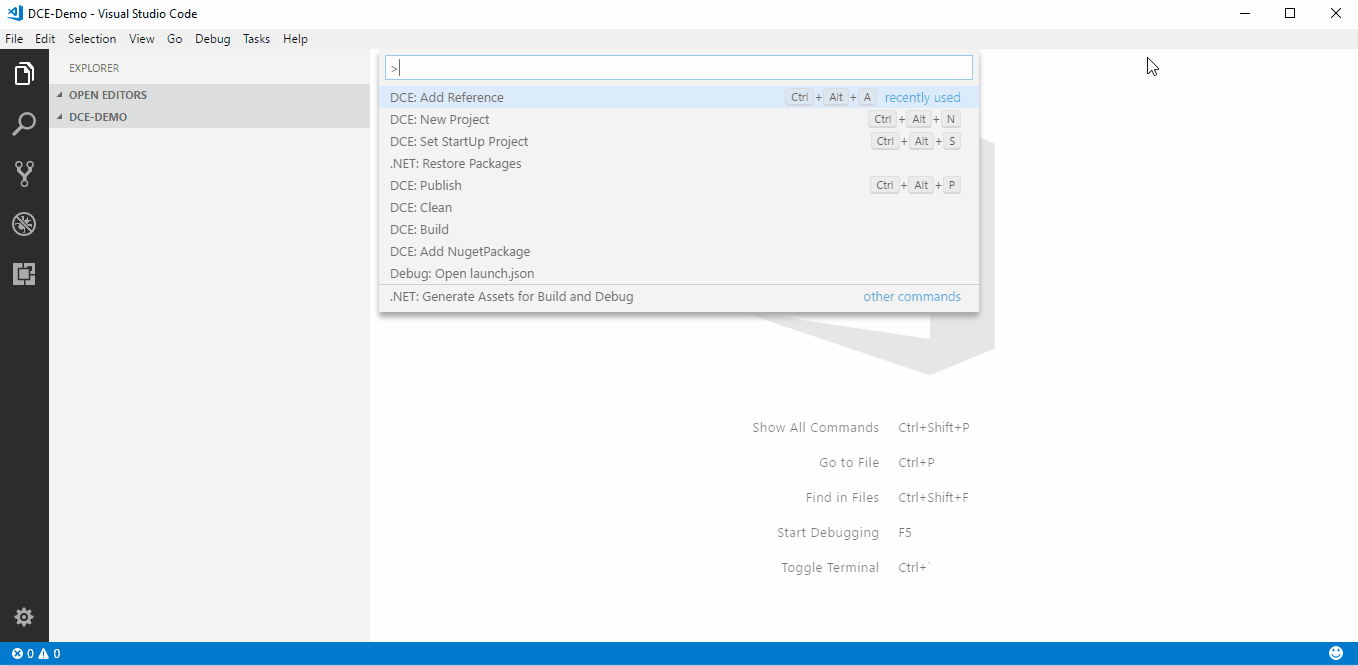 DCE-Demo - Visual Studio Code
File Edit Selection View Go Debug Tasks Help
EXPLORER
OPEN EDITORS
DCE-DEMO
>
DCE: Add Reference Ctrl + Alt + A recently used
DCE: New Project Ctrl + Alt + N
DCE: Set StartUp Project Ctrl + Alt + S
.NET: Restore Packages
DCE: Publish Ctrl + Alt + P
DCE: Clean
DCE: Build
DCE: Add NugetPackage
Debug: Open launch.json
.NET: Generate Assets for Build and Debug other commands
Show All Commands Ctrl+Shift+P
Go to File Ctrl+P
Find in Files Ctrl+Shift+F
Start Debugging F5
Toggle Terminal Ctrl+`
0 0